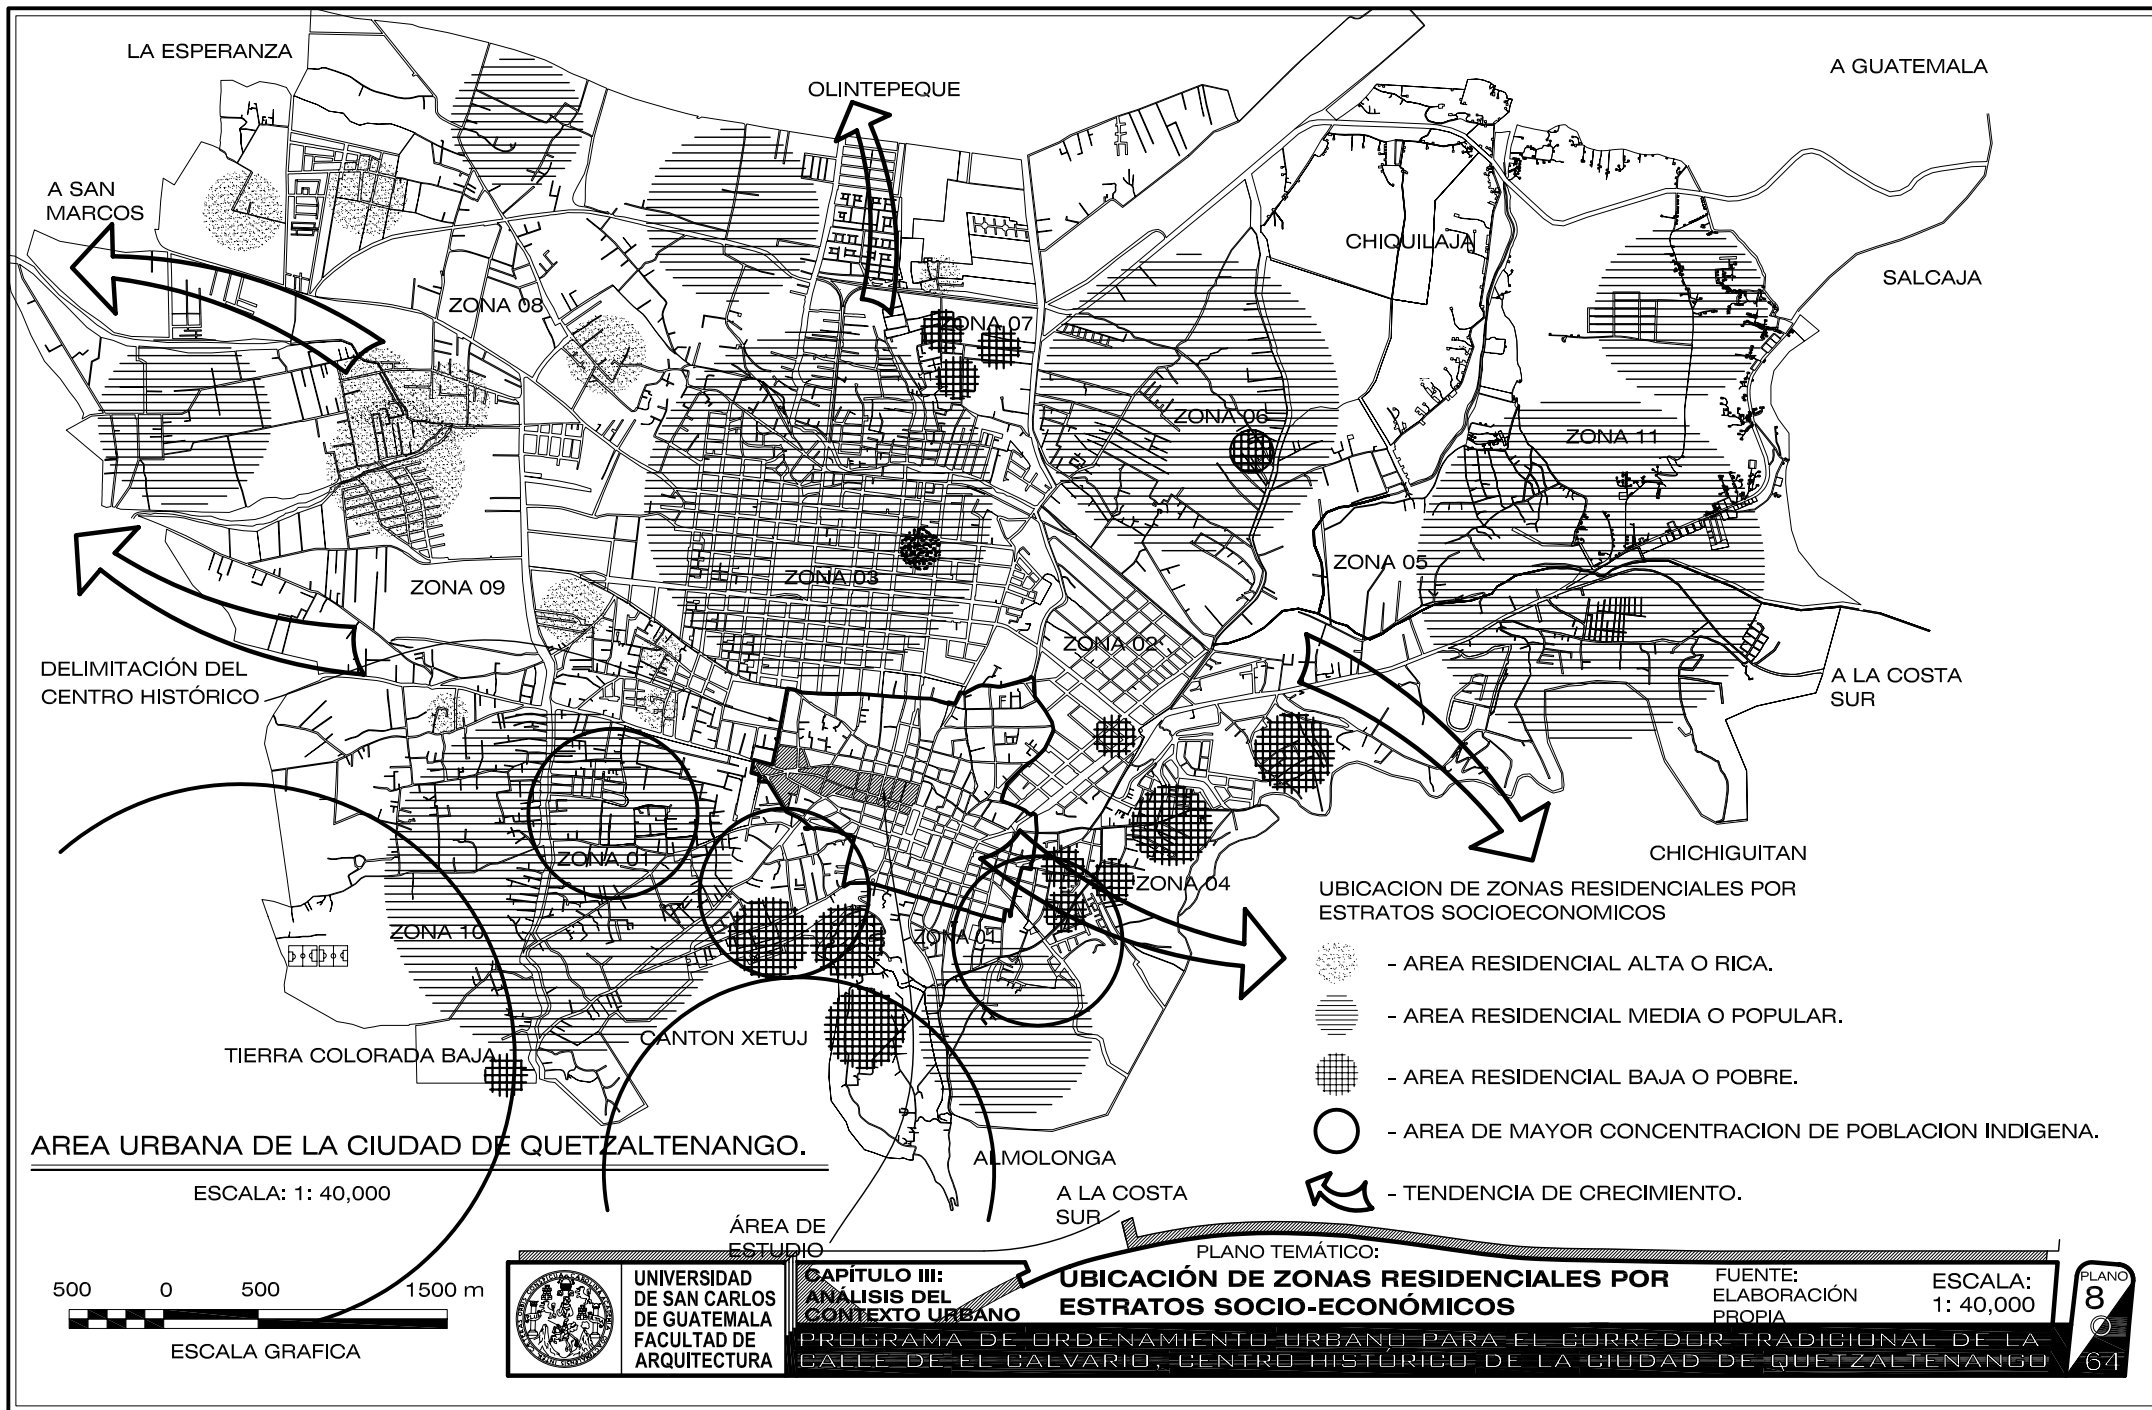 LA ESPERANZA
A GUATEMALA
OLINTEPEQUE
A SAN
MARCOS
CHIQUILAJA
SALCAJA
ZONA 08
ZONA 07
ZONA 06
ZONA 11
ZONA 05
ZONA 03
ZONA 09
ZONA 02
DELIMITACIÓN DEL
CENTRO HISTÓRICO
A LA COSTA
SUR
ZONA 01
CHICHIGUITAN
ZONA 04
ZONA 10
ZONA 01
CANTON XETUJ
TIERRA COLORADA BAJA
UBICACION DE ZONAS RESIDENCIALES POR
ESTRATOS SOCIOECONOMICOS
- AREA RESIDENCIAL ALTA O RICA.
- AREA RESIDENCIAL MEDIA O POPULAR.
- AREA RESIDENCIAL BAJA O POBRE.
- AREA DE MAYOR CONCENTRACION DE POBLACION INDIGENA.
- TENDENCIA DE CRECIMIENTO.
AREA URBANA DE LA CIUDAD DE QUETZALTENANGO.
ESCALA: 1: 40,000
ALMOLONGA
A LA COSTA
SUR
ÁREA DE
ESTUDIO
500 0 500 1500 m
ESCALA GRAFICA
UNIVERSIDAD
DE SAN CARLOS
DE GUATEMALA
FACULTAD DE
ARQUITECTURA
CAPÍTULO III:
ANÁLISIS DEL
CONTEXTO URBANO
PLANO TEMÁTICO:
UBICACIÓN DE ZONAS RESIDENCIALES POR
ESTRATOS SOCIO-ECONÓMICOS
FUENTE:
ELABORACIÓN
PROPIA
ESCALA:
1: 40,000
PLANO
8
64
PROGRAMA DE ORDENAMIENTO URBANO PARA EL CORREDOR TRADICIONAL DE LA
CALLE DE EL CALVARIO, CENTRO HISTÓRICO DE LA CIUDAD DE QUETZALTENANGO